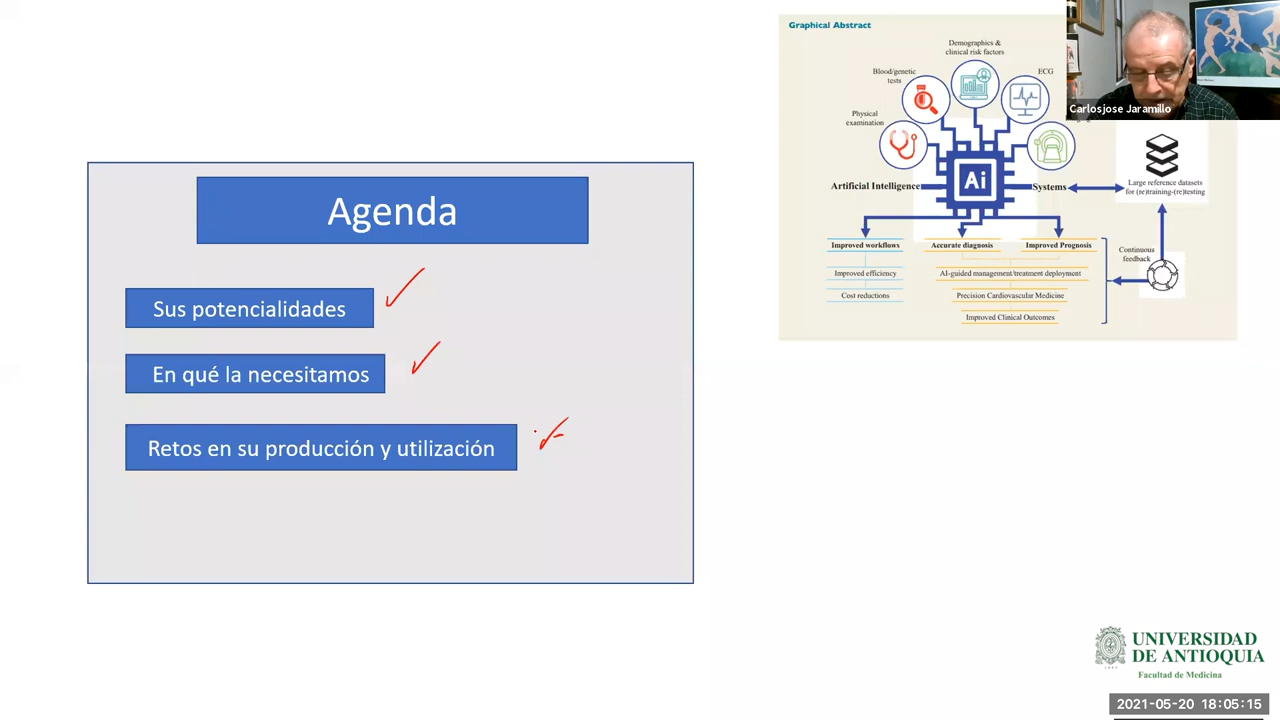 Agenda
Sus potencialidades
En qué la necesitamos
Retos en su producción y utilización
Graphical Abstract
Demographics &
clinical risk factors
Blood/genetic
tests
ECG
Physical
examination
Artificial Intelligence
Ai
Systems
Large reference datasets
for (re)training-(re)testing
Improved workflows
Accurate diagnosis
Improved Prognosis
Continuous
feedback
Improved efficiency
AI-guided management/treatment deployment
Cost reductions
Precision Cardiovascular Medicine
Improved Clinical Outcomes
Carlosjose Jaramillo
UNIVERSIDAD
DE ANTIOQUIA
Facultad de Medicina
2021-05-20 18:05:15